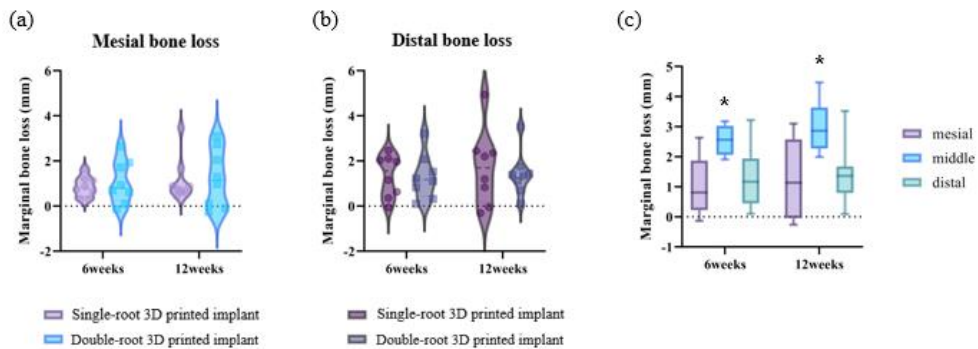 (a)
Mesial bone loss
Marginal bone loss (mm)
6
4
2
0
-2
6weeks
12weeks
Single-root 3D printed implant
Double-root 3D printed implant
(b)
Distal bone loss
Marginal bone loss (mm)
6
4
2
0
-2
6weeks
12weeks
Single-root 3D printed implant
Double-root 3D printed implant
(c)
Marginal bone loss (mm)
5
4
3
2
1
0
-1
*
*
6weeks
12weeks
mesial
middle
distal